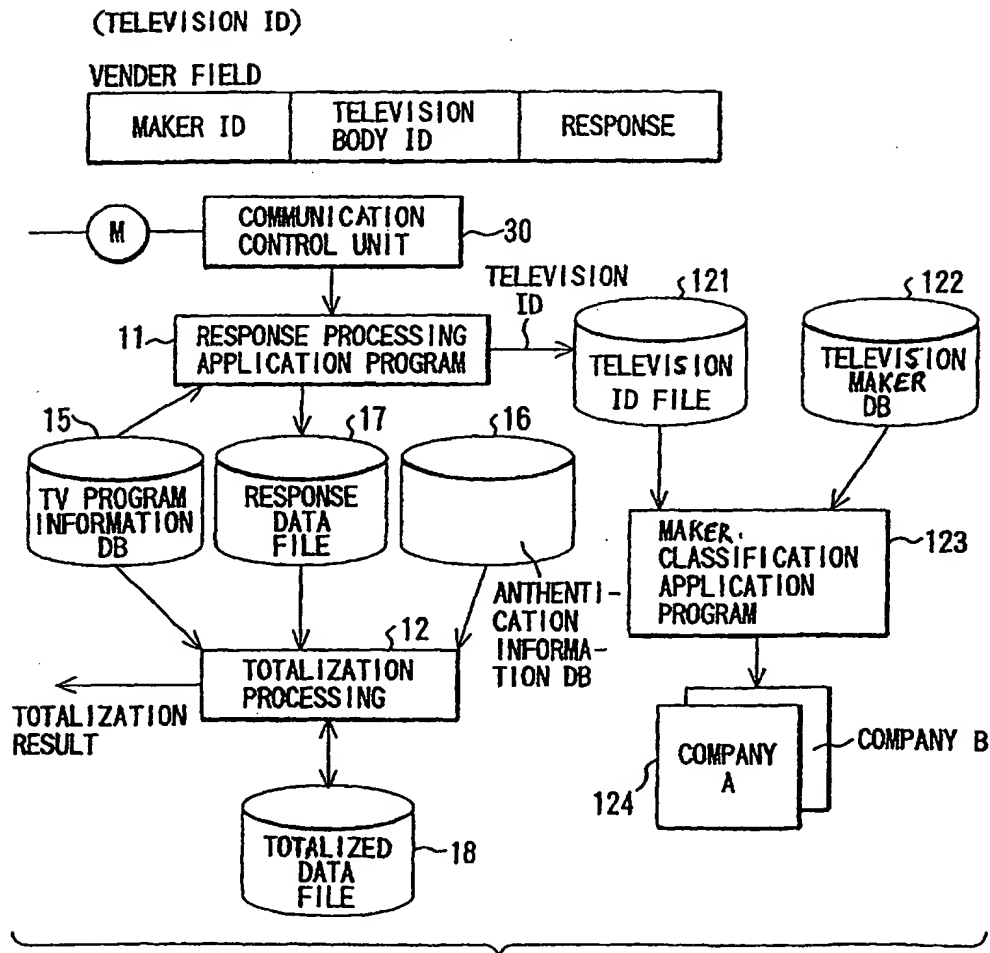 (TELEVISION ID)
VENDER FIELD
MAKER ID
TELEVISION
BODY ID
RESPONSE
M
COMMUNICATION
CONTROL UNIT
30
TELEVISION
ID
121
122
11
RESPONSE PROCESSING
APPLICATION PROGRAM
TELEVISION
ID FILE
TELEVISION
MAKER
DB
15
17
16
TV PROGRAM
INFORMATION
DB
RESPONSE
DATA
FILE
MAKER.
CLASSIFICATION
APPLICATION
PROGRAM
123
ANTHENTI-
CATION
INFORMA-
TION DB
12
TOTALIZATION
PROCESSING
TOTALIZATION
RESULT
COMPANY
A
COMPANY B
124
TOTALIZED
DATA
FILE
18